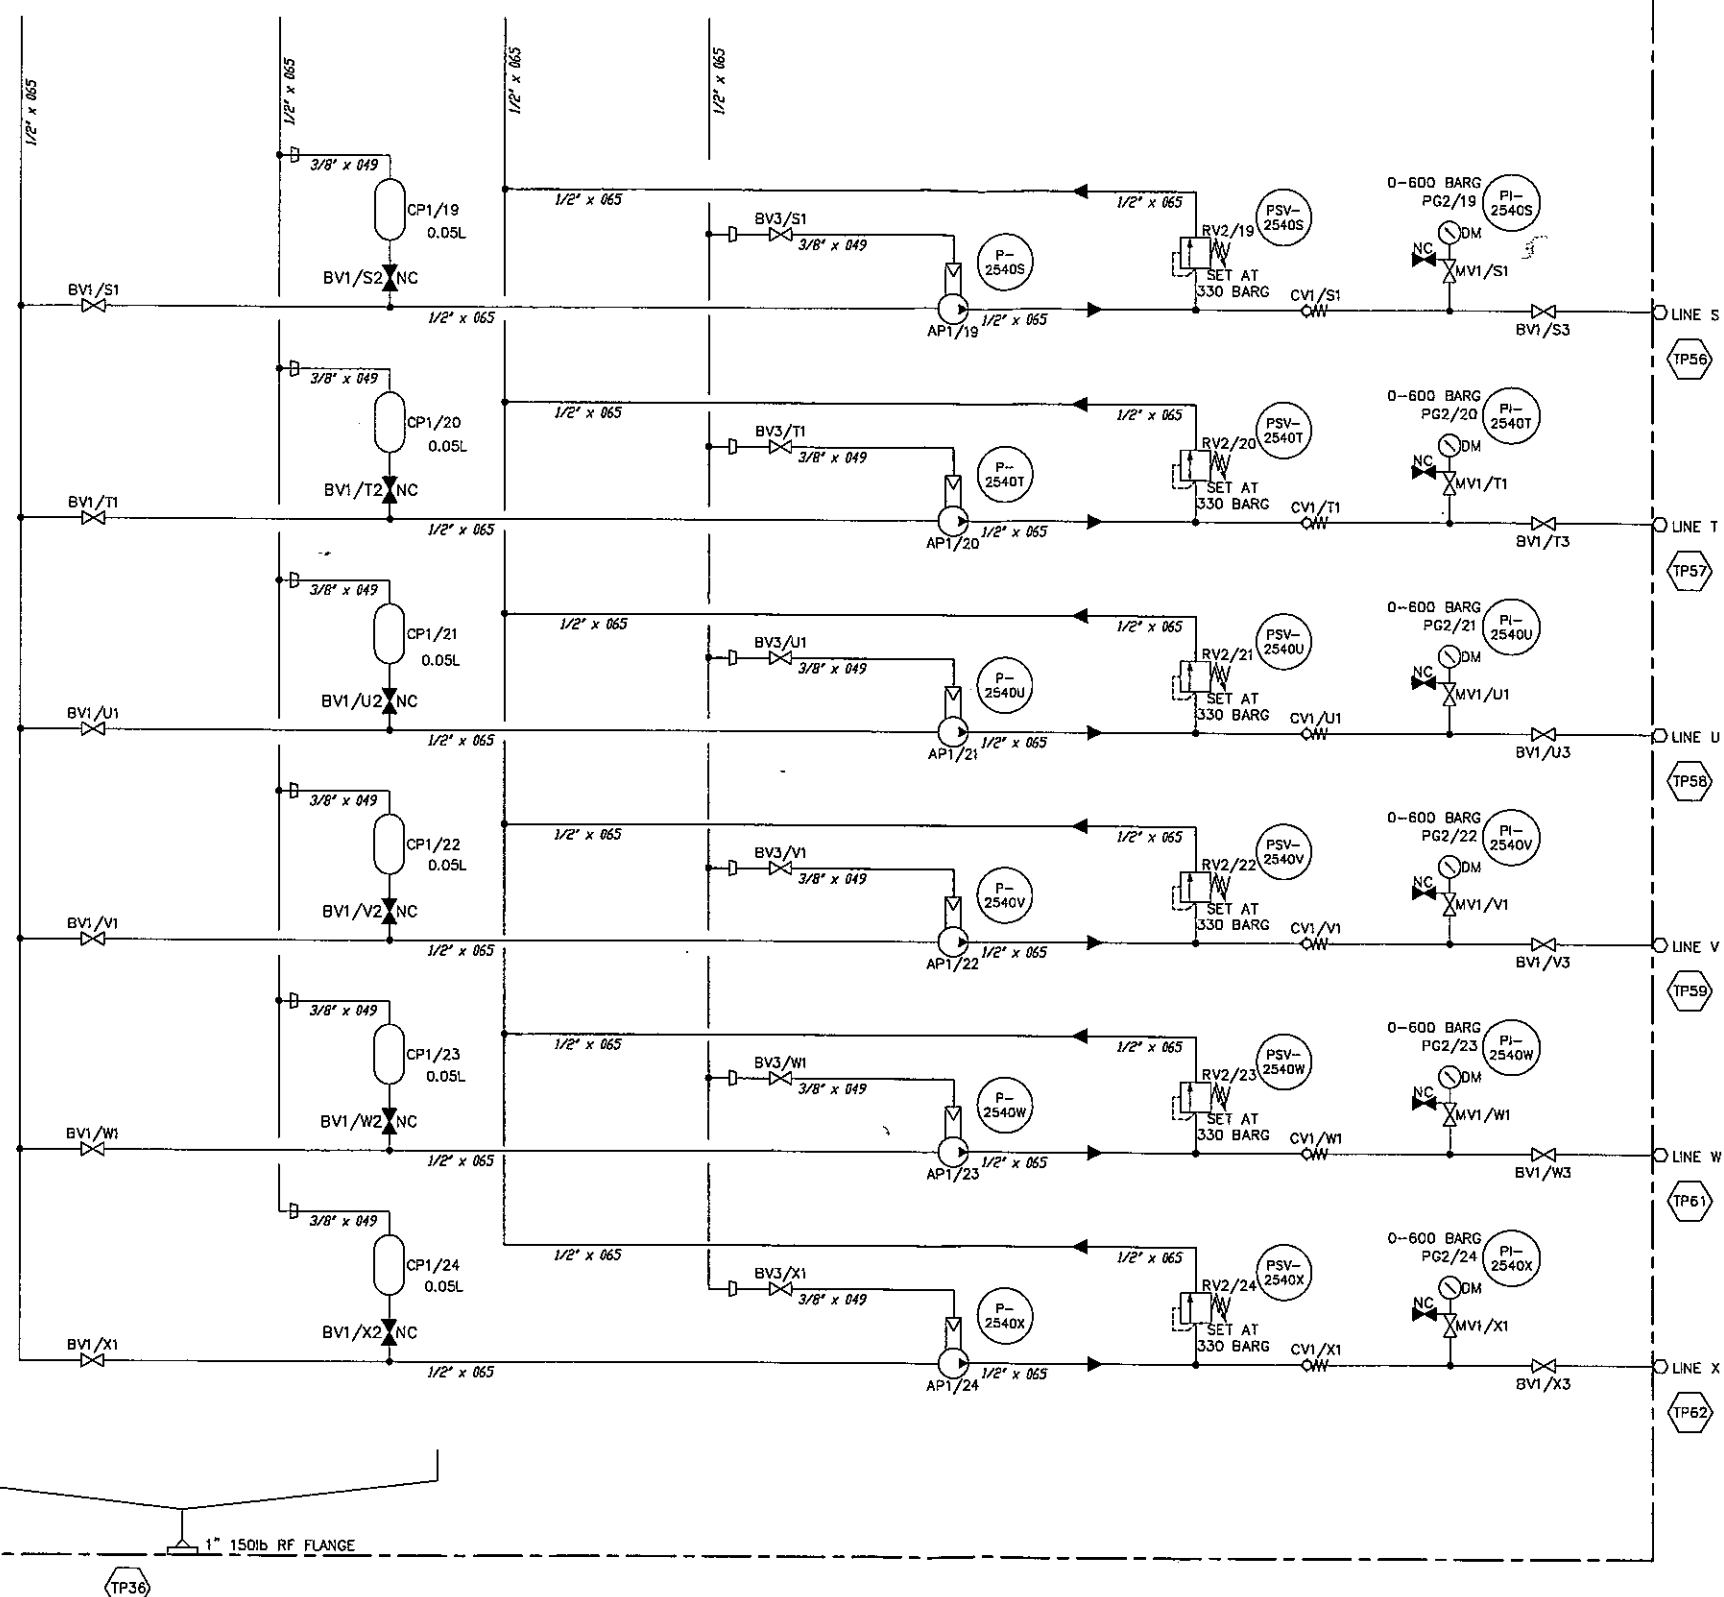 1/2" x 065
1/2" x 065
1/2" x 065
1/2" x 065
3/8" x 049
CP1/19
0.05L
BV1/S2 NC
BV1/S1
1/2" x 065
1/2" x 065
BV3/S1
3/8" x 049
P-
2540S
AP1/19
1/2" x 065
1/2" x 065
RV2/19
PSV-
2540S
SET AT
330 BARG
CV1/S1
0-600 BARG
PG2/19
PI-
2540S
DM
NC
MV1/S1
BV1/S3
LINE S
TP56
3/8" x 049
CP1/20
0.05L
BV1/T2 NC
BV1/T1
1/2" x 065
1/2" x 065
BV3/T1
3/8" x 049
P-
2540T
AP1/20
1/2" x 065
1/2" x 065
RV2/20
PSV-
2540T
SET AT
330 BARG
CV1/T1
0-600 BARG
PG2/20
PI-
2540T
DM
NC
MV1/T1
BV1/T3
LINE T
TP57
3/8" x 049
CP1/21
0.05L
BV1/U2 NC
BV1/U1
1/2" x 065
1/2" x 065
BV3/U1
3/8" x 049
P-
2540U
AP1/21
1/2" x 065
1/2" x 065
RV2/21
PSV-
2540U
SET AT
330 BARG
CV1/U1
0-600 BARG
PG2/21
PI-
2540U
DM
NC
MV1/U1
BV1/U3
LINE U
TP58
3/8" x 049
CP1/22
0.05L
BV1/V2 NC
BV1/V1
1/2" x 065
1/2" x 065
BV3/V1
3/8" x 049
P-
2540V
AP1/22
1/2" x 065
1/2" x 065
RV2/22
PSV-
2540V
SET AT
330 BARG
CV1/V1
0-600 BARG
PG2/22
PI-
2540V
DM
NC
MV1/V1
BV1/V3
LINE V
TP59
3/8" x 049
CP1/23
0.05L
BV1/W2 NC
BV1/W1
1/2" x 065
1/2" x 065
BV3/W1
3/8" x 049
P-
2540W
AP1/23
1/2" x 065
1/2" x 065
RV2/23
PSV-
2540W
SET AT
330 BARG
CV1/W1
0-600 BARG
PG2/23
PI-
2540W
DM
NC
MV1/W1
BV1/W3
LINE W
TP61
3/8" x 049
CP1/24
0.05L
BV1/X2 NC
BV1/X1
1/2" x 065
1/2" x 065
BV3/X1
3/8" x 049
P-
2540X
AP1/24
1/2" x 065
1/2" x 065
RV2/24
PSV-
2540X
SET AT
330 BARG
CV1/X1
0-600 BARG
PG2/24
PI-
2540X
DM
NC
MV1/X1
BV1/X3
LINE X
TP62
1" 150lb RF FLANGE
TP36